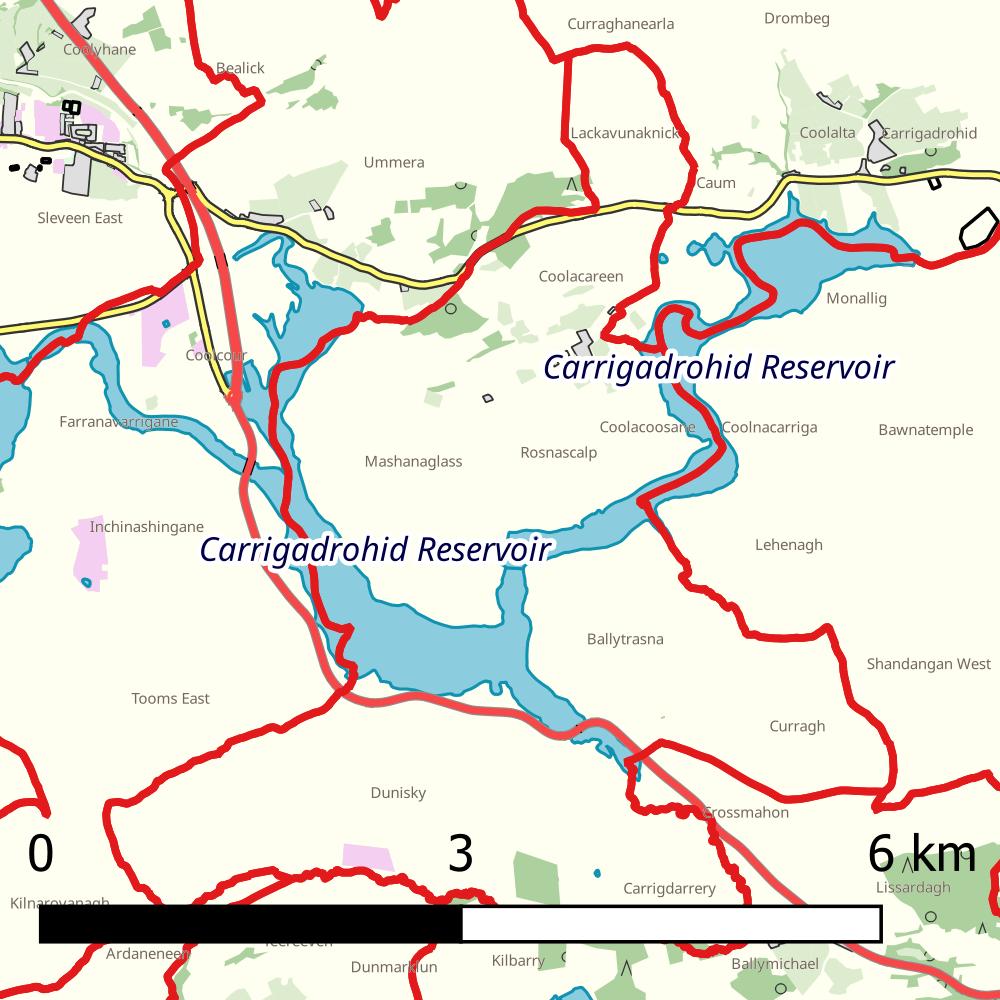 Curraghanearla
Drombeg
Coolyhane
Bealick
Lackavunaknick
Coolalta
Carrigadrohid
Ummera
Caum
Sleveen East
Coolacareen
Monallig
Coolcour
Carrigadrohid Reservoir
Farranavarrigane
Coolacoosane
Coolnacarriga
Bawnatemple
Mashanaglass
Rosnascalp
Inchinashingane
Carrigadrohid Reservoir
Lehenagh
Ballytrasna
Shandangan West
Tooms East
Curragh
Dunisky
Crossmahon
0
3
6 km
Carrigdarrery
Lissardagh
Kilnarovanagh
Ardaneneen
Teereeven
Dunmarklun
Kilbarry
Ballymichael